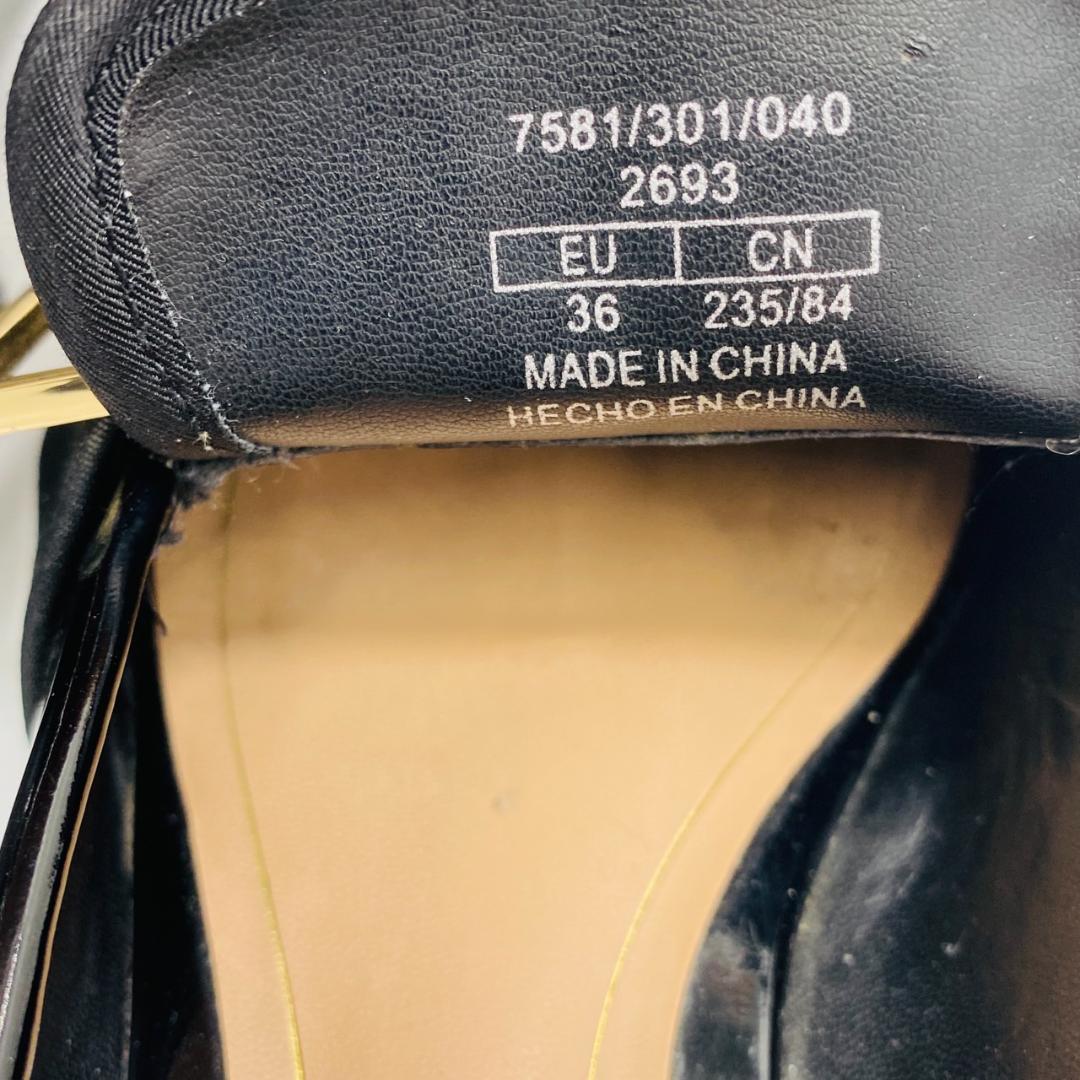 7581/301/040
2693
EU CN
36 235/84
MADE IN CHINA
HECHO EN CHINA